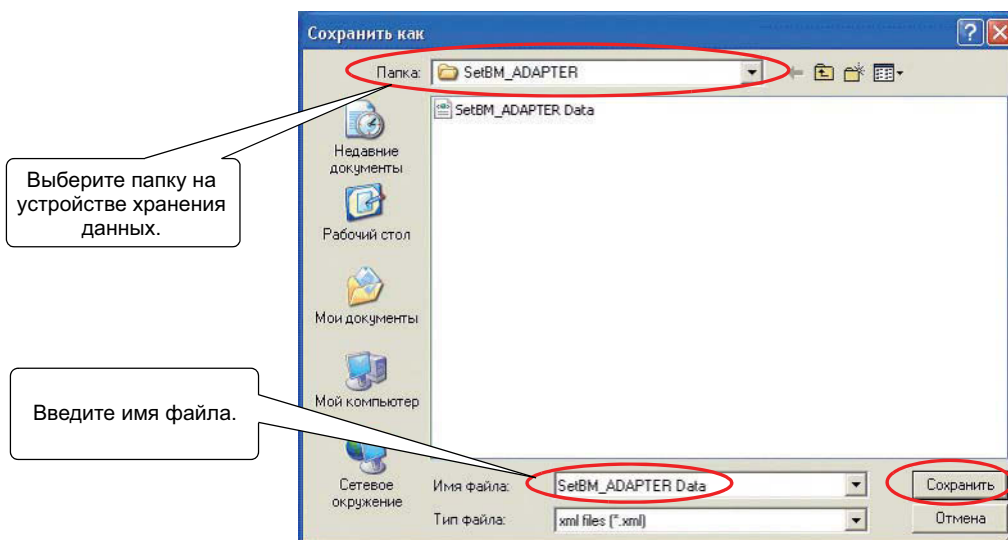 Сохранить как
Папка:
SetBM_ADAPTER
SetBM_ADAPTER Data
Недавние
документы
Выберите папку на
устройстве хранения
данных.
Рабочий стол
Мои документы
Мой компьютер
Введите имя файла.
Сетевое
окружение
Имя файла:
SetBM_ADAPTER Data
Сохранить
Тип файла:
xml files (*.xml)
Отмена